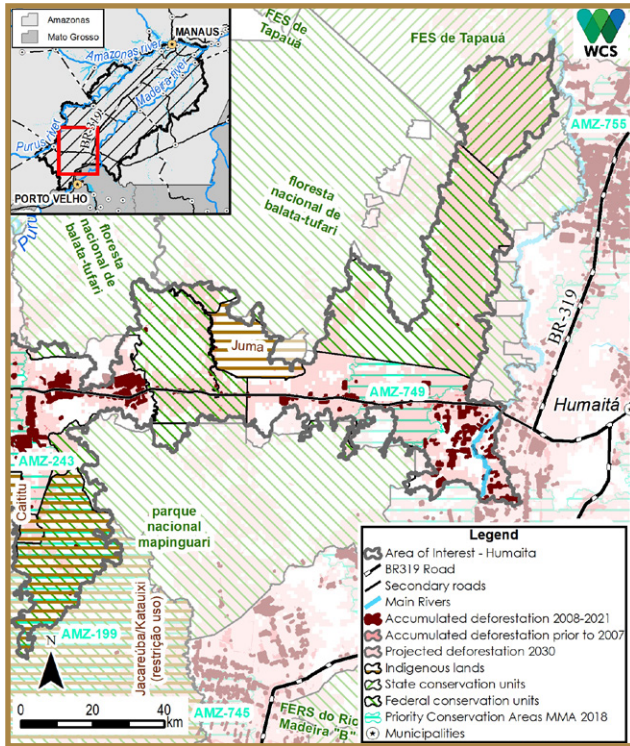 Amazonas
Mato Grosso
MANAUS
Amazonas river
Madeira river
Purus river
BR-319
PORTO VELHO
WCS
FES de
Tapauá
FES de Tapauá
AMZ-755
floresta
nacional de
balata-tufari
floresta
nacional de
balata-tufari
BR-319
Juma
AMZ-749
Humaitá
AMZ-243
Caititu
parque
nacional
mapinguari
Jacareúba/Katauixi
(restrição uso)
AMZ-199
AMZ-745
FERS do Rio
Madeira "B"
N
0
20
40
km
Legend
Area of Interest - Humaita
BR319 Road
Secondary roads
Main Rivers
Accumulated deforestation 2008-2021
Accumulated deforestation prior to 2007
Projected deforestation 2030
Indigenous lands
State conservation units
Federal conservation units
Priority Conservation Areas MMA 2018
Municipalities